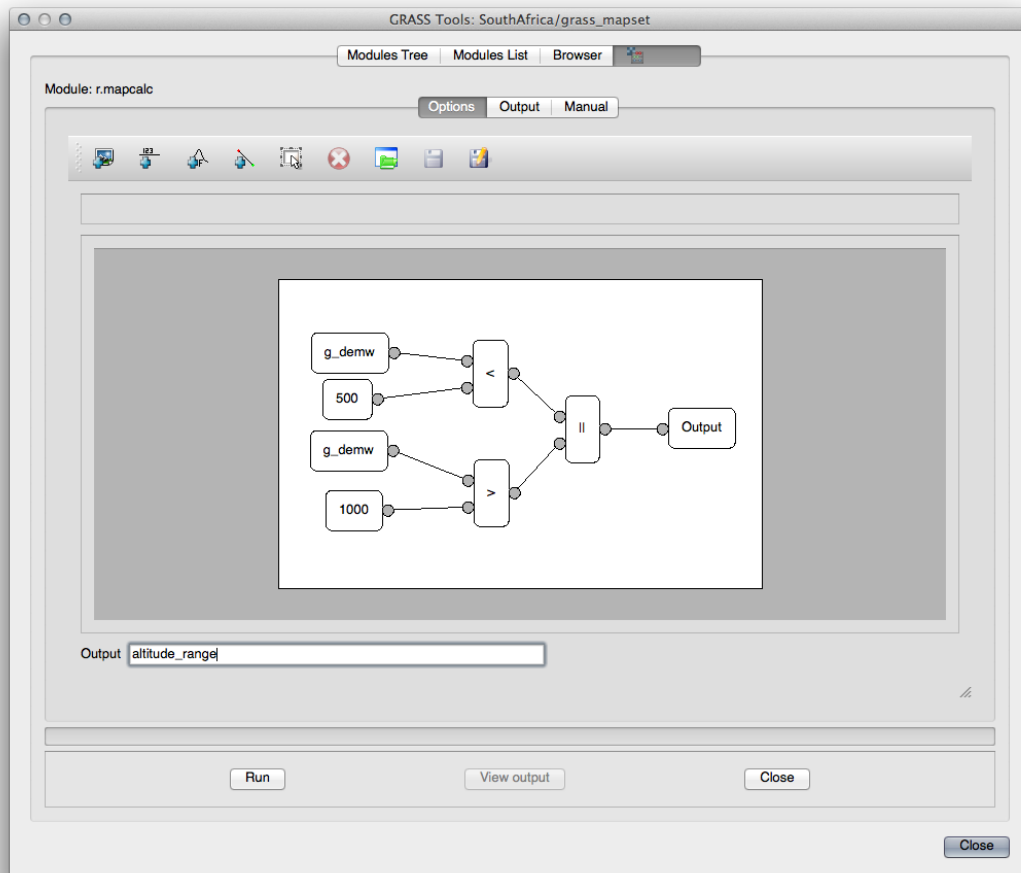 GRASS Tools: SouthAfrica/grass_mapset
Modules Tree Modules List Browser
Module: r.mapcalc
Options Output Manual
123
F
g_demw
<
500
||
Output
g_demw
>
1000
Output altitude_range
Run View output Close
Close